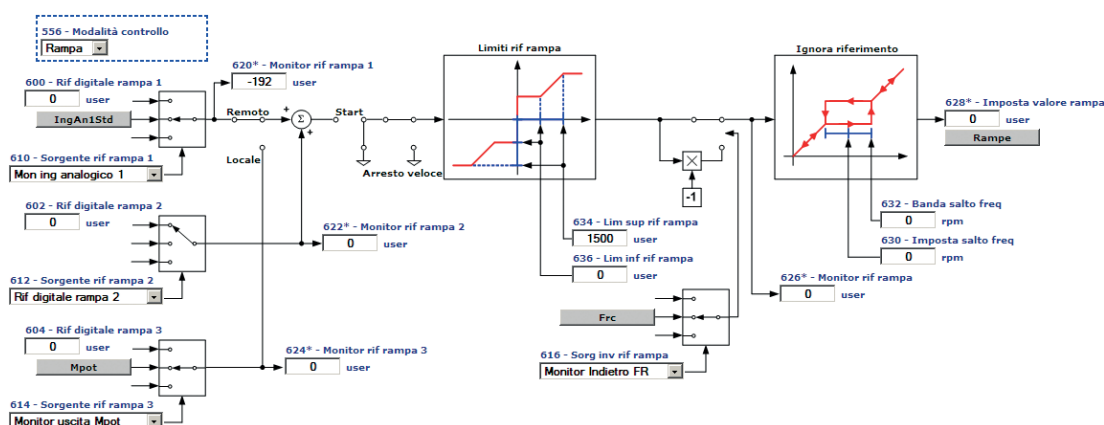 556 - Modalità controllo
Rampa
600 - Rif digitale rampa 1
0 user
IngAn1Std
610 - Sorgente rif rampa 1
Mon ing analogico 1
620* - Monitor rif rampa 1
-192 user
Remoto
Locale
Σ
+
+
Start
Arresto veloce
602 - Rif digitale rampa 2
0 user
612 - Sorgente rif rampa 2
Rif digitale rampa 2
622* - Monitor rif rampa 2
0 user
604 - Rif digitale rampa 3
0 user
Mpot
614 - Sorgente rif rampa 3
Monitor uscita Mpot
624* - Monitor rif rampa 3
0 user
Limiti rif rampa
634 - Lim sup rif rampa
1500 user
636 - Lim inf rif rampa
0 user
×
-1
Frc
616 - Sorg inv rif rampa
Monitor Indietro FR
Ignora riferimento
628* - Imposta valore rampa
0 user
Rampe
632 - Banda salto freq
0 rpm
630 - Imposta salto freq
0 rpm
626* - Monitor rif rampa
0 user